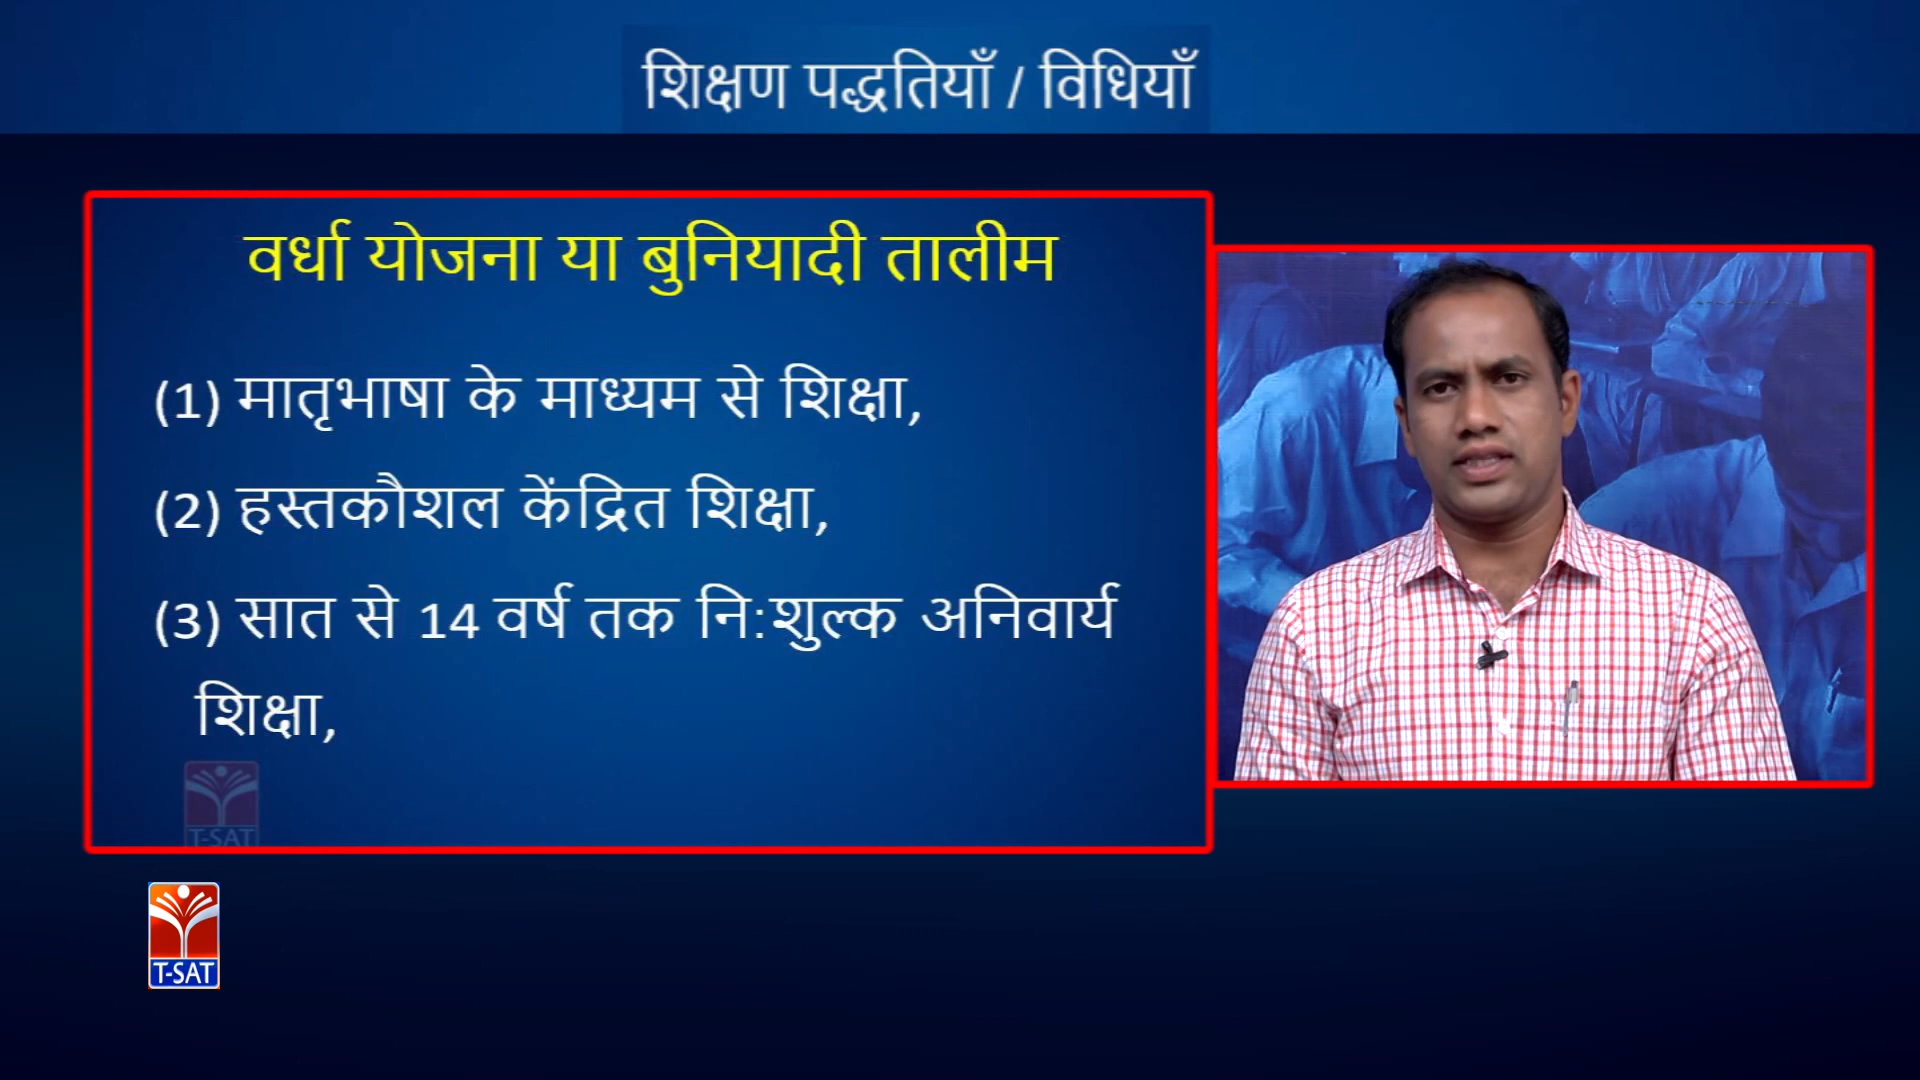 शिक्षण पद्धतियाँ / विधियाँ
वर्धा योजना या बुनियादी तालीम
(1) मातृभाषा के माध्यम से शिक्षा,
(2) हस्तकौशल केंद्रित शिक्षा,
(3) सात से 14 वर्ष तक नि:शुल्क अनिवार्य
शिक्षा,
T-SAT
T-SAT